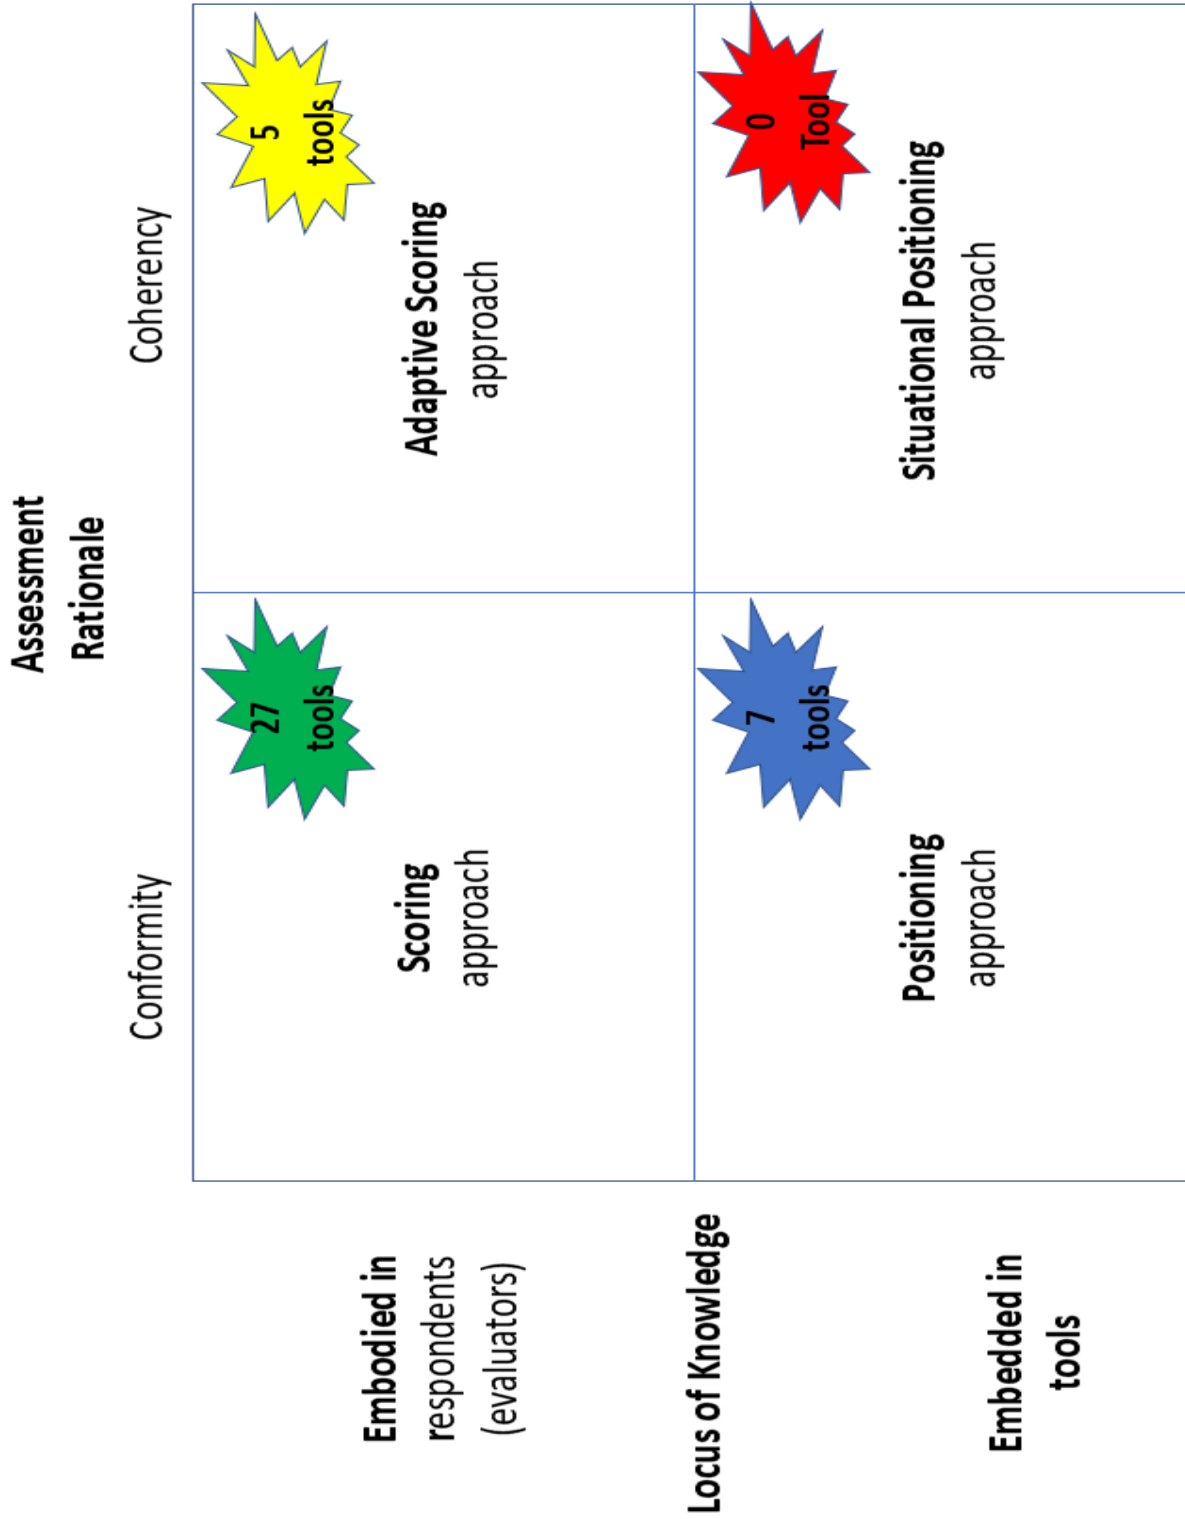 Assessment
Rationale
Conformity
Coherency
Embodied in
respondents
(evaluators)
27
tools
Scoring
approach
5
tools
Adaptive Scoring
approach
Locus of Knowledge
Embedded in
tools
7
tools
Positioning
approach
0
Tool
Situational Positioning
approach